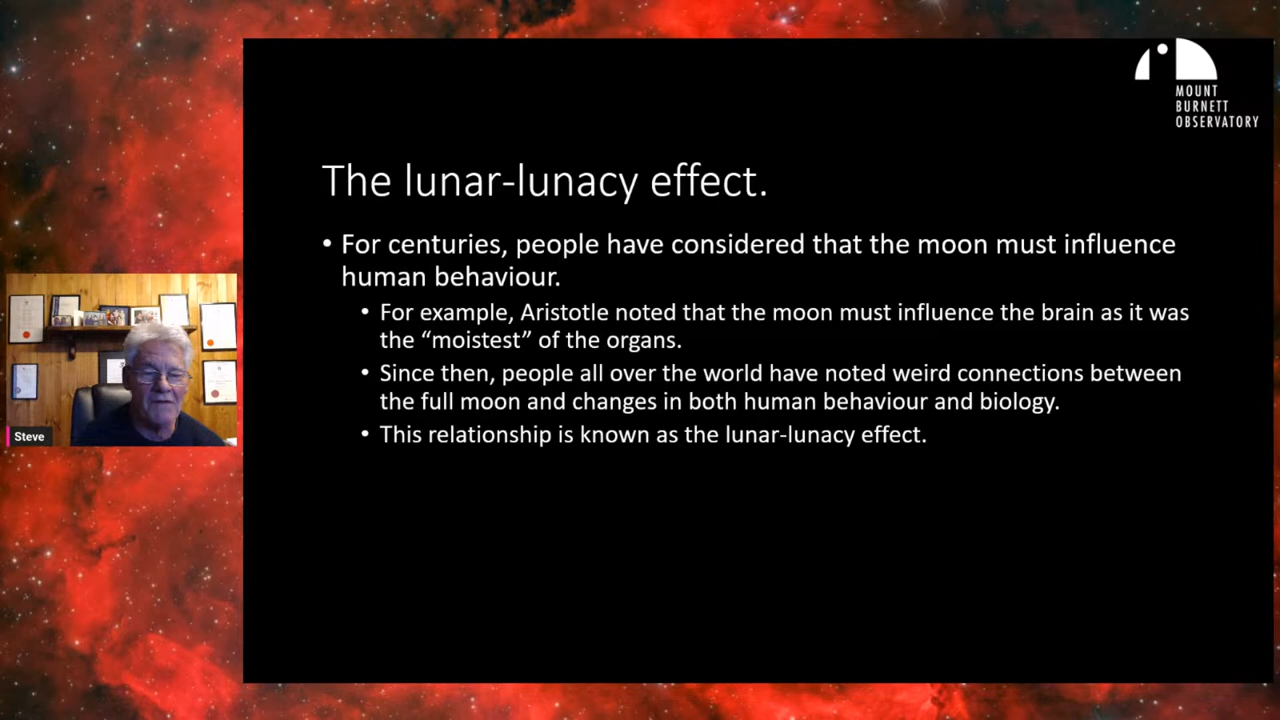 MOUNT
BURNETT
OBSERVATORY
The lunar-lunacy effect.
• For centuries, people have considered that the moon must influence
human behaviour.
• For example, Aristotle noted that the moon must influence the brain as it was
the “moistest” of the organs.
• Since then, people all over the world have noted weird connections between
the full moon and changes in both human behaviour and biology.
• This relationship is known as the lunar-lunacy effect.
Steve